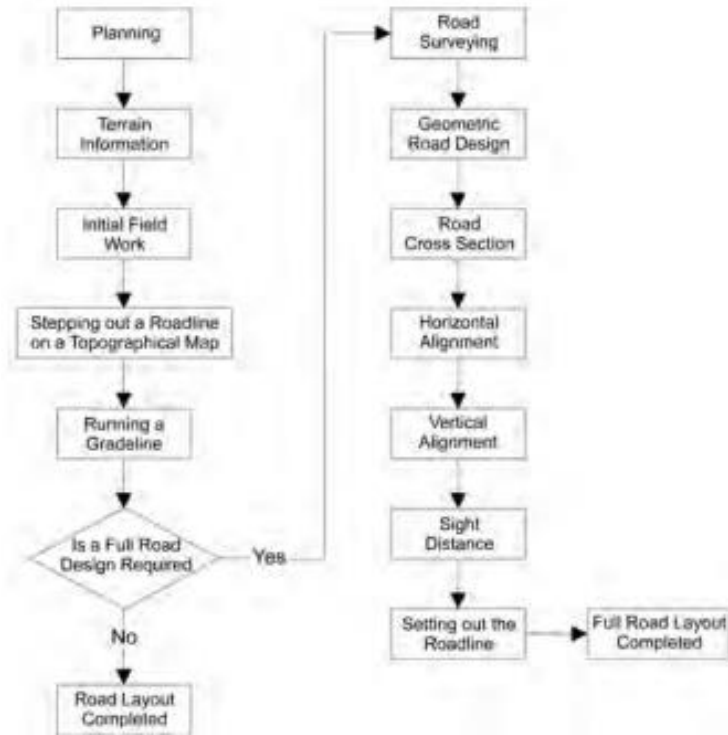 Planning
Terrain
Information
Initial Field
Work
Stepping out a Roadline
on a Topographical Map
Running a
Gradeline
Is a Full Road
Design Required
Yes
No
Road Layout
Completed
Road
Surveying
Geometric
Road Design
Road
Cross Section
Horizontal
Alignment
Vertical
Alignment
Sight
Distance
Setting out the
Roadline
Full Road Layout
Completed